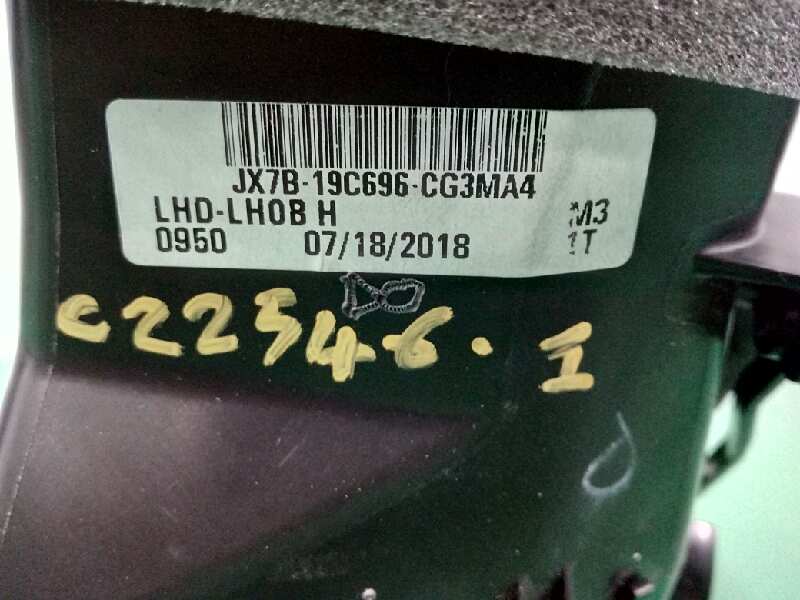 JX7B-19C696-CG3MA4
LHD-LH0B H M3
0950 07/18/2018 1T
C22546.1